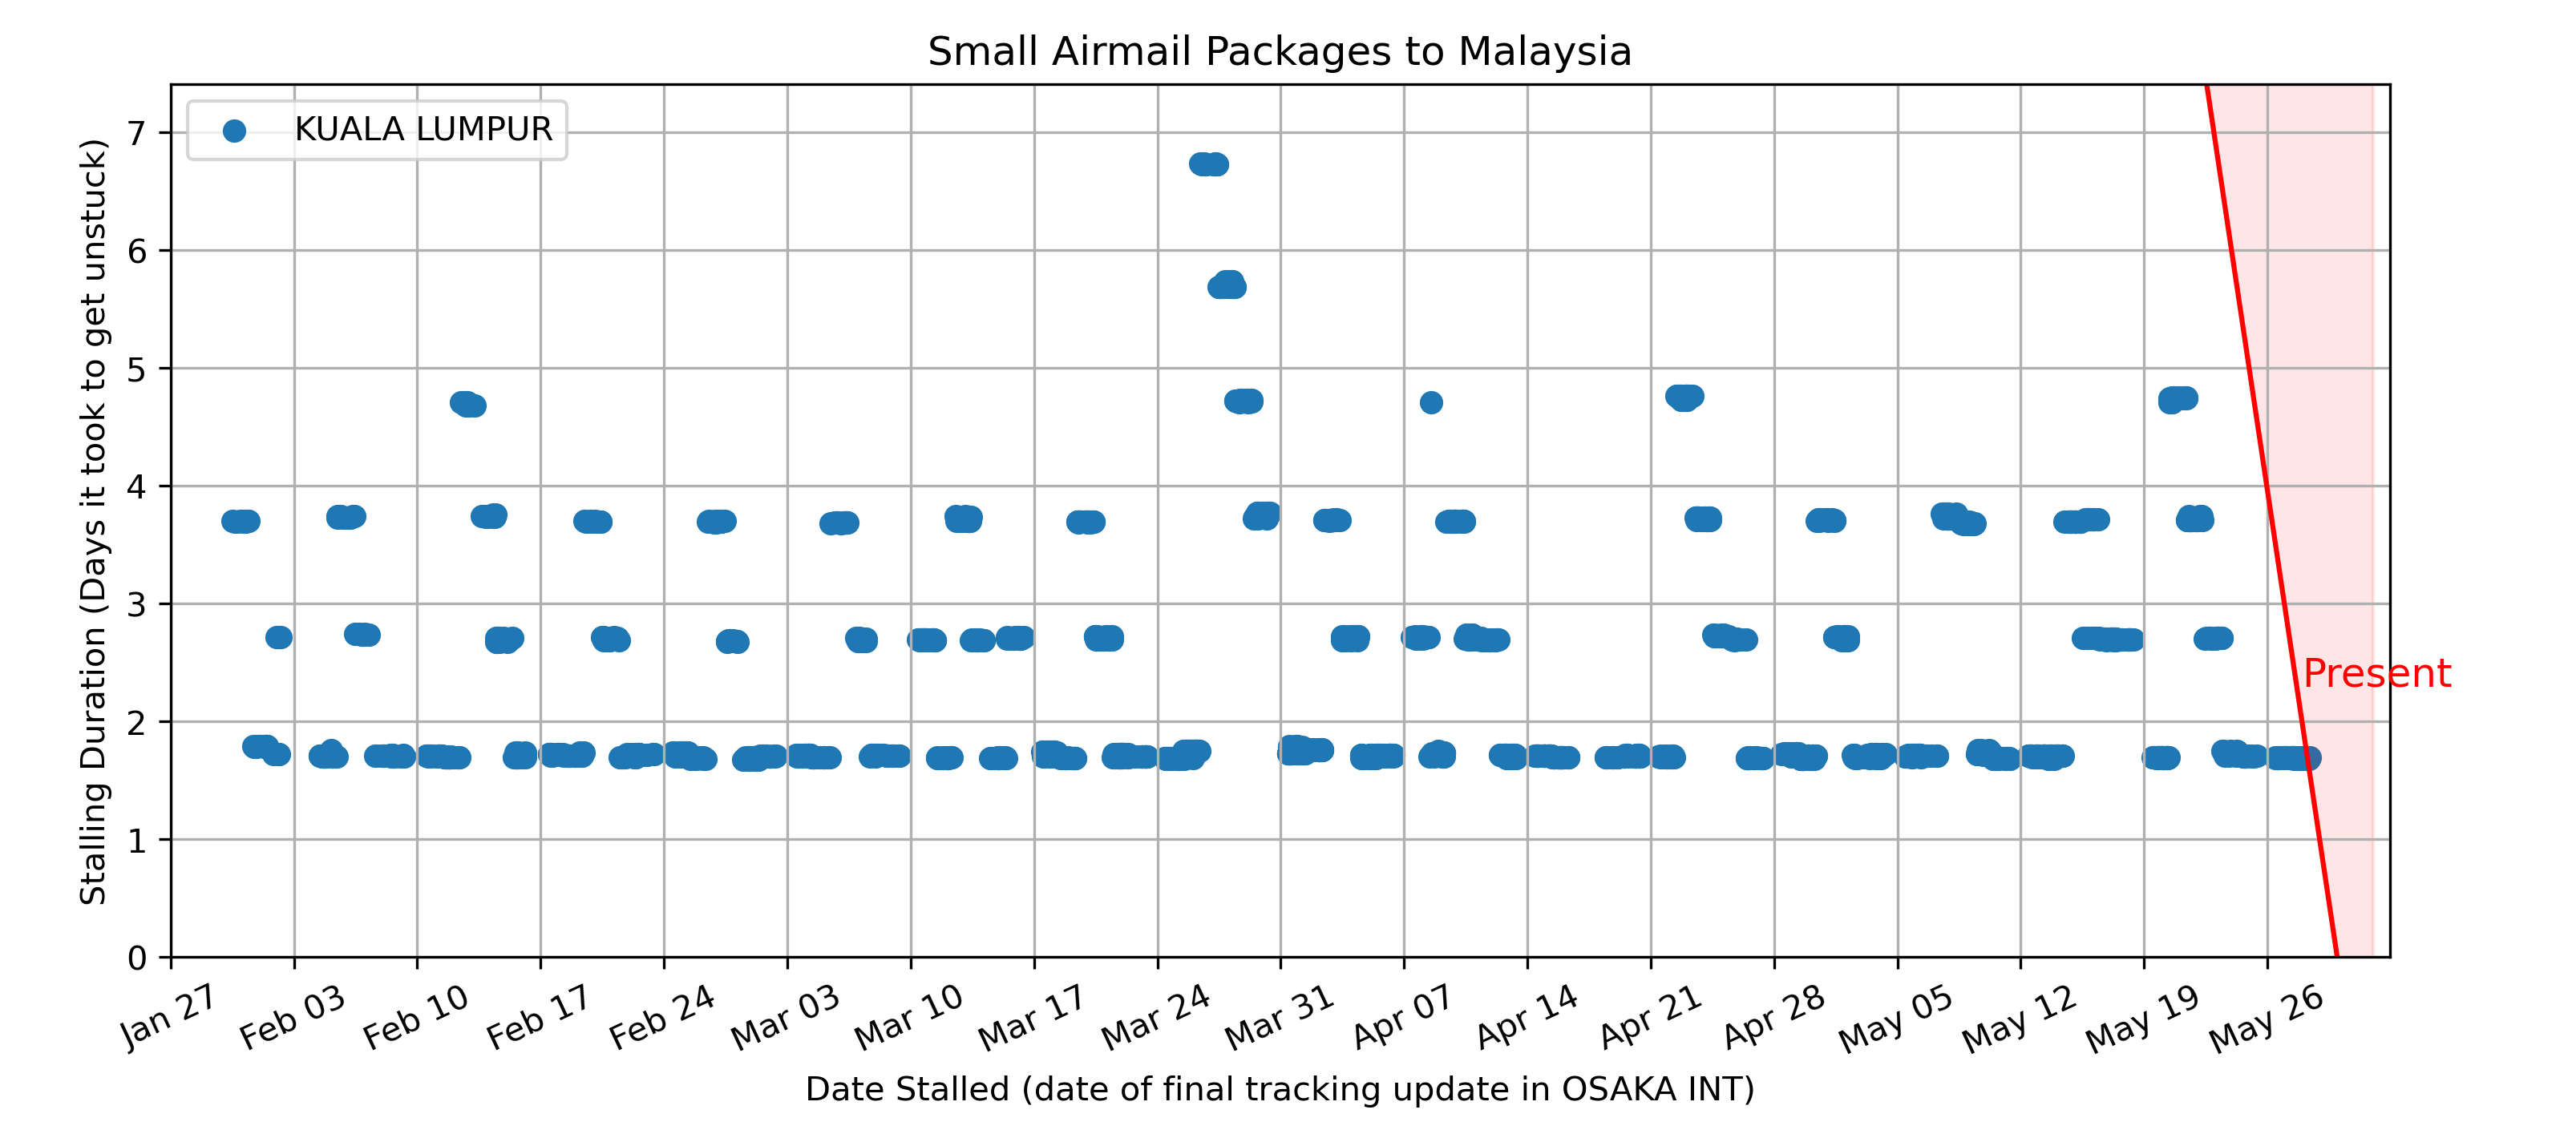 Small Airmail Packages to Malaysia
KUALA LUMPUR
Stalling Duration (Days it took to get unstuck)
7
6
5
4
3
2
1
0
Present
Jan 27
Feb 03
Feb 10
Feb 17
Feb 24
Mar 03
Mar 10
Mar 17
Mar 24
Mar 31
Apr 07
Apr 14
Apr 21
Apr 28
May 05
May 12
May 19
May 26
Date Stalled (date of final tracking update in OSAKA INT)